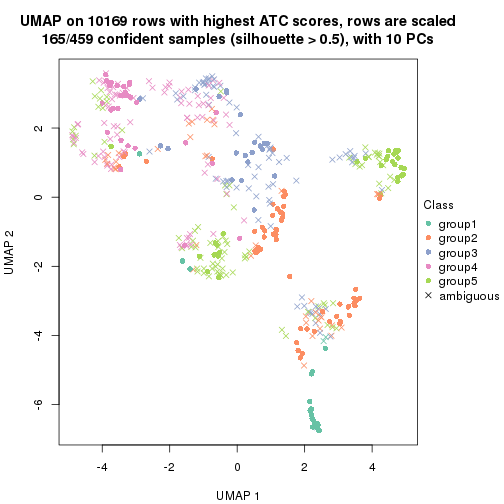 UMAP on 10169 rows with highest ATC scores, rows are scaled
165/459 confident samples (silhouette > 0.5), with 10 PCs
2
0
-2
-4
-6
UMAP 2
-4
-2
0
2
4
UMAP 1
Class
group1
group2
group3
group4
group5
ambiguous